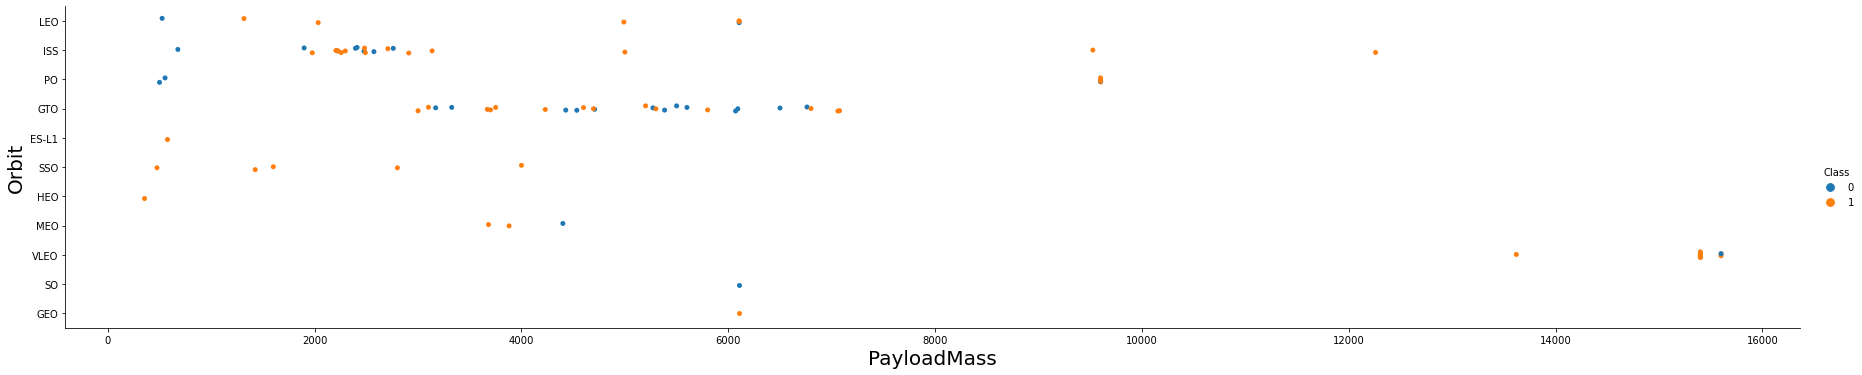 LEO
ISS
PO
GTO
ES-L1
SSO
HEO
MEO
VLEO
SO
GEO
Orbit
0 2000 4000 6000 8000 10000 12000 14000 16000
PayloadMass
Class
0
1